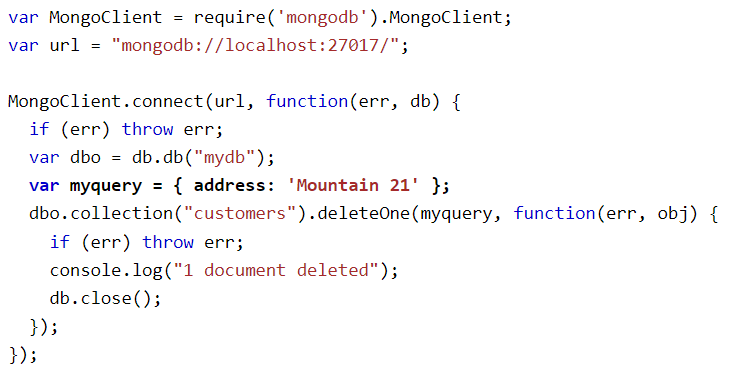 var MongoClient = require('mongodb').MongoClient;
var url = "mongodb://localhost:27017/";

MongoClient.connect(url, function(err, db) {
  if (err) throw err;
  var dbo = db.db("mydb");
  var myquery = { address: 'Mountain 21' };
  dbo.collection("customers").deleteOne(myquery, function(err, obj) {
    if (err) throw err;
    console.log("1 document deleted");
    db.close();
  });
});